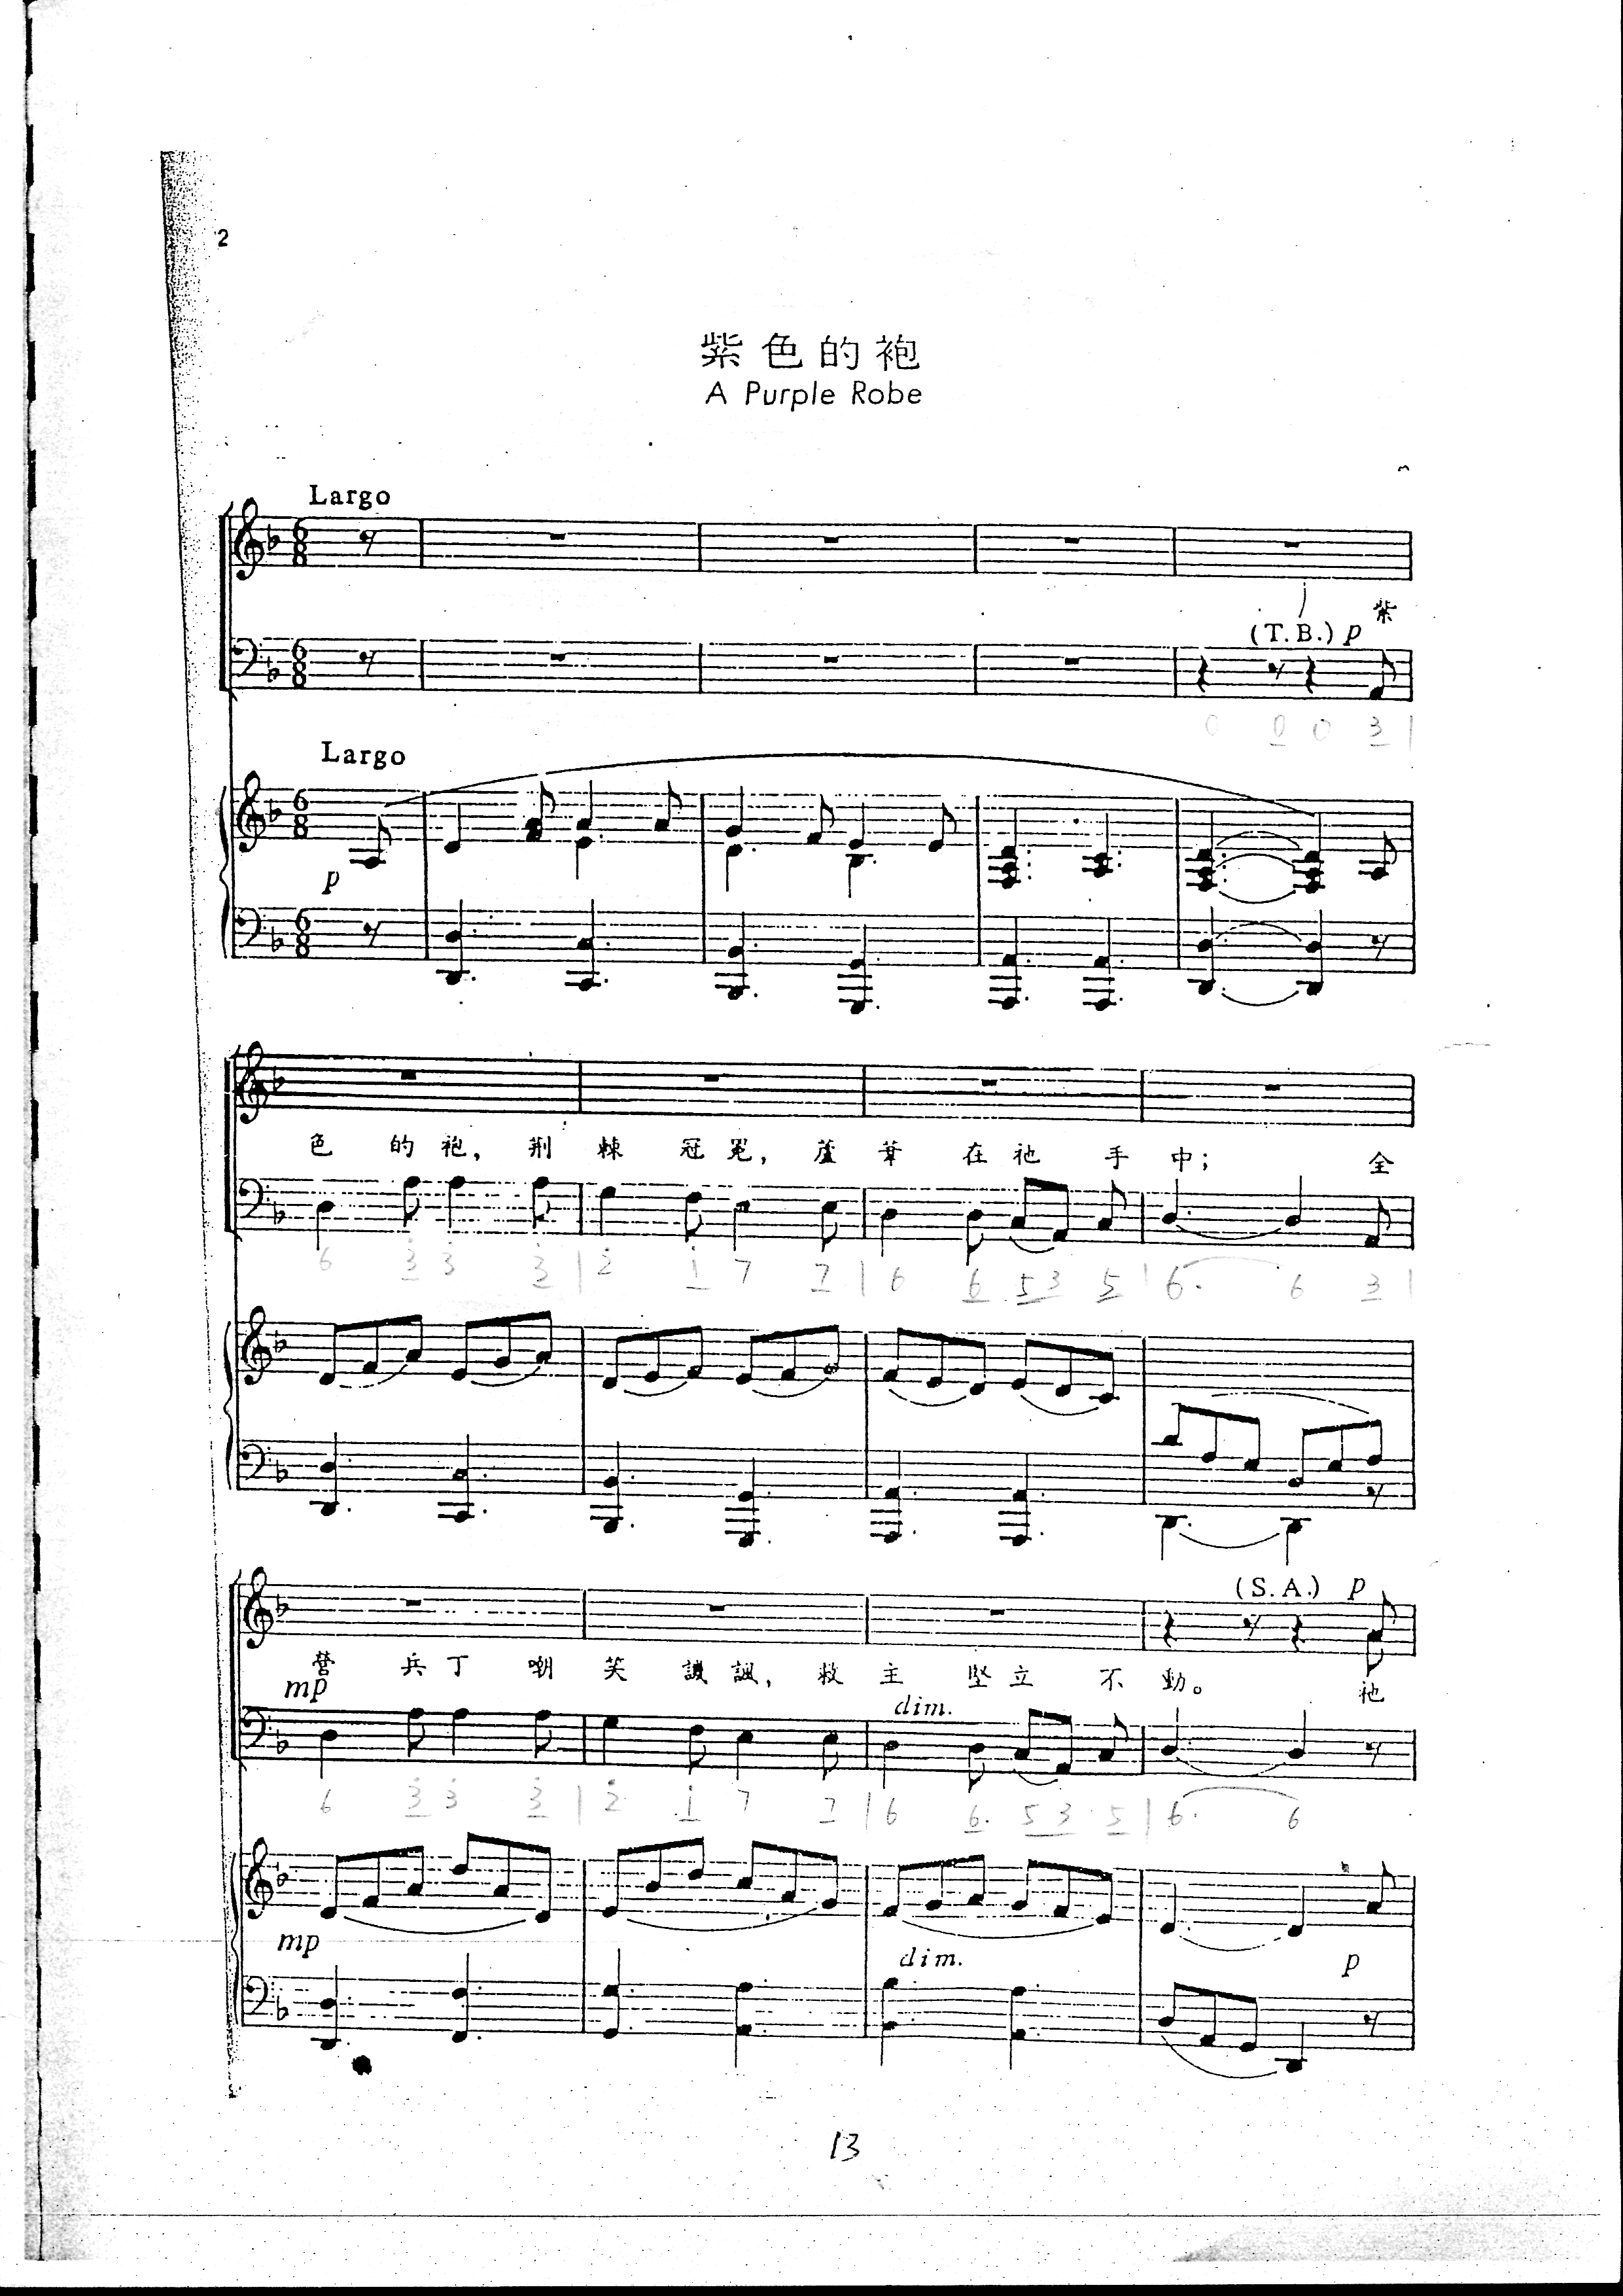 2
紫色的袍
A Purple Robe
Largo
紫
(T.B.) p
0 0 0 3 |
Largo
p
色 的 袍, 荆 棘 冠 冕, 蘆 葦 在 祂 手 中; 全
6 3 3 3 | 2 1 7 7 | 6 6 5 3 5 | 6. 6 3 |
(S.A.) p
營 兵 丁 嘲 笑 譏 諷, 救 主 堅 立 不 動。 祂
mp dim.
6 3 3 3 | 2 1 7 7 | 6 6. 5 3 5 | 6. 6
mp dim. p
13